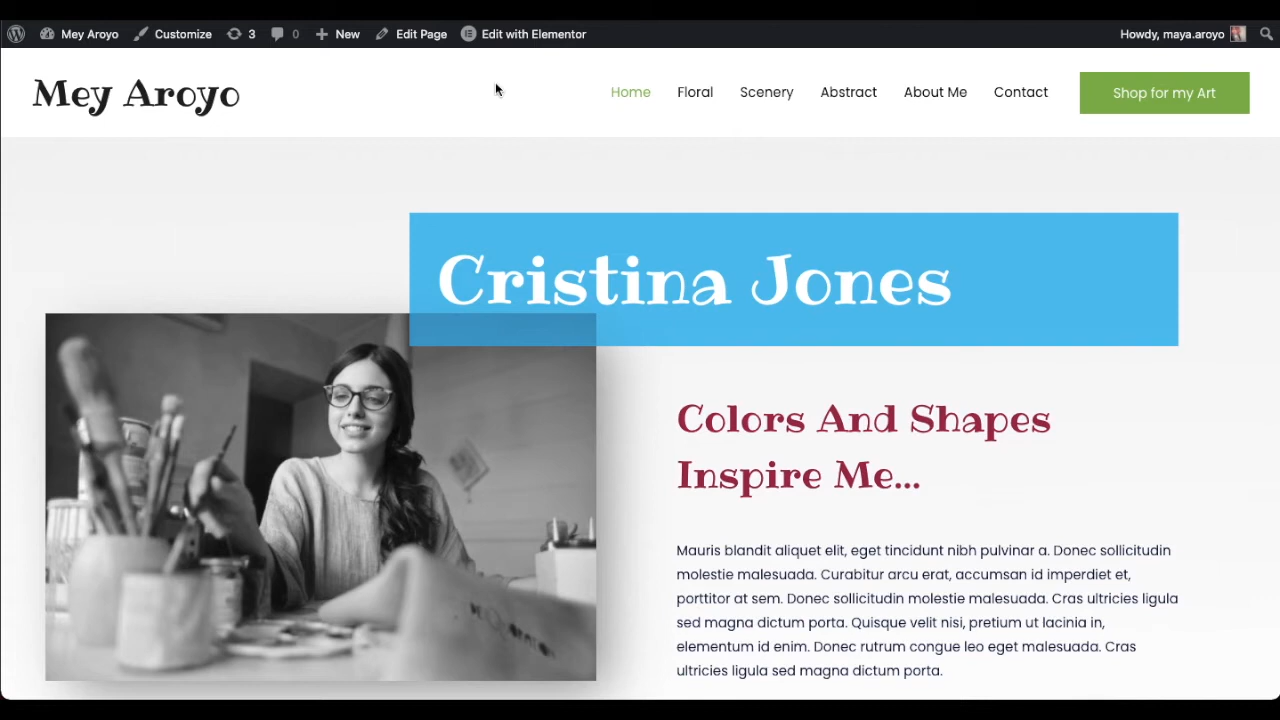 Mey Aroyo Customize 3 0 New Edit Page Edit with Elementor Howdy, maya.aroyo
Mey Aroyo
Home Floral Scenery Abstract About Me Contact Shop for my Art
Cristina Jones
Colors And Shapes
Inspire Me...
Mauris blandit aliquet elit, eget tincidunt nibh pulvinar a. Donec sollicitudin
molestie malesuada. Curabitur arcu erat, accumsan id imperdiet et,
porttitor at sem. Donec sollicitudin molestie malesuada. Cras ultricies ligula
sed magna dictum porta. Quisque velit nisi, pretium ut lacinia in,
elementum id enim. Donec rutrum congue leo eget malesuada. Cras
ultricies ligula sed magna dictum porta.